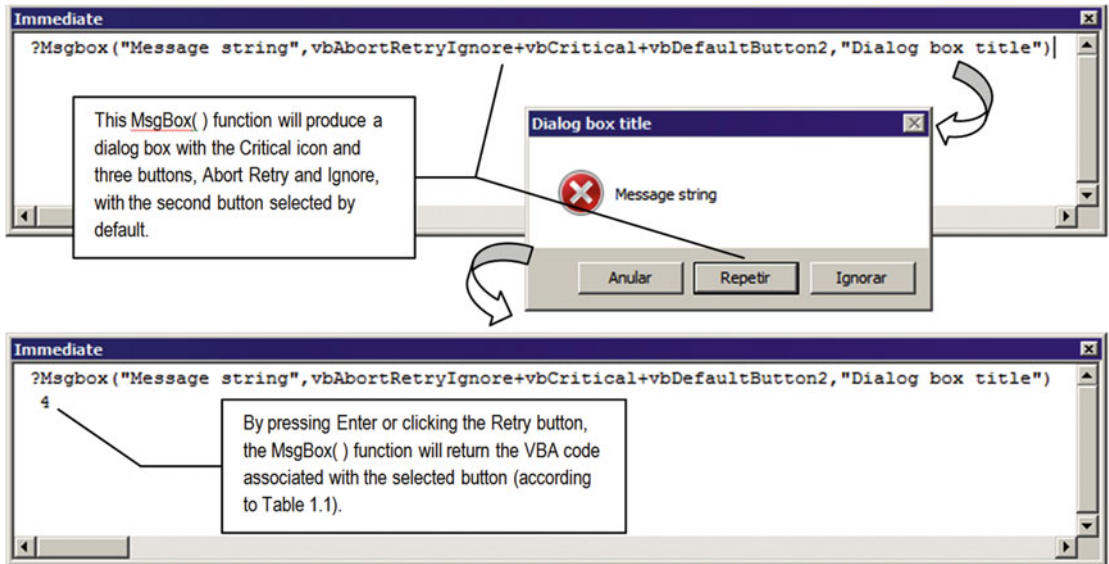 Immediate
?Msgbox("Message string",vbAbortRetryIgnore+vbCritical+vbDefaultButton2,"Dialog box title")
This MsgBox( ) function will produce a
dialog box with the Critical icon and
three buttons, Abort Retry and Ignore,
with the second button selected by
default.
Dialog box title
Message string
Anular
Repetir
Ignorar
Immediate
?Msgbox("Message string",vbAbortRetryIgnore+vbCritical+vbDefaultButton2,"Dialog box title")
4
By pressing Enter or clicking the Retry button,
the MsgBox( ) function will return the VBA code
associated with the selected button (according
to Table 1.1).